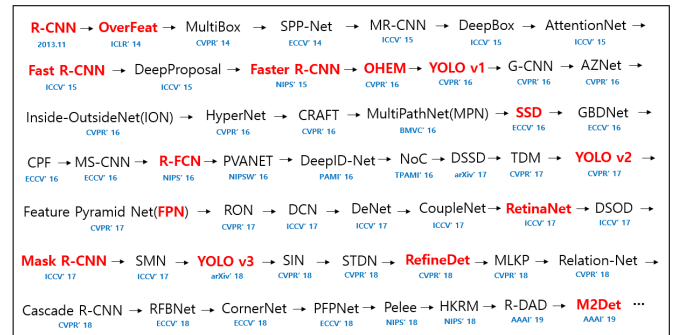 R-CNN → OverFeat → MultiBox → SPP-Net → MR-CNN → DeepBox → AttentionNet →
2013.11 ICLR' 14 CVPR' 14 ECCV' 14 ICCV' 15 ICCV' 15 ICCV' 15
Fast R-CNN → DeepProposal → Faster R-CNN → OHEM → YOLO v1 → G-CNN → AZNet →
ICCV' 15 ICCV' 15 NIPS' 15 CVPR' 16 CVPR' 16 CVPR' 16 CVPR' 16
Inside-OutsideNet(ION) → HyperNet → CRAFT → MultiPathNet(MPN) → SSD → GBDNet →
CVPR' 16 CVPR' 16 CVPR' 16 BMVC' 16 ECCV' 16 ECCV' 16
CPF → MS-CNN → R-FCN → PVANET → DeepID-Net → NoC → DSSD → TDM → YOLO v2 →
ECCV' 16 ECCV' 16 NIPS' 16 NIPSW' 16 PAMI' 16 TPAMI' 16 arXiv' 17 CVPR' 17 CVPR' 17
Feature Pyramid Net(FPN) → RON → DCN → DeNet → CoupleNet → RetinaNet → DSOD →
CVPR' 17 CVPR' 17 ICCV' 17 ICCV' 17 ICCV' 17 ICCV' 17 ICCV' 17
Mask R-CNN → SMN → YOLO v3 → SIN → STDN → RefineDet → MLKP → Relation-Net →
ICCV' 17 ICCV' 17 arXiv' 18 CVPR' 18 CVPR' 18 CVPR' 18 CVPR' 18 CVPR' 18
Cascade R-CNN → RFBNet → CornerNet → PFPNet → Pelee → HKRM → R-DAD → M2Det ···
CVPR' 18 ECCV' 18 ECCV' 18 ECCV' 18 NIPS' 18 NIPS' 18 AAAI' 19 AAAI' 19